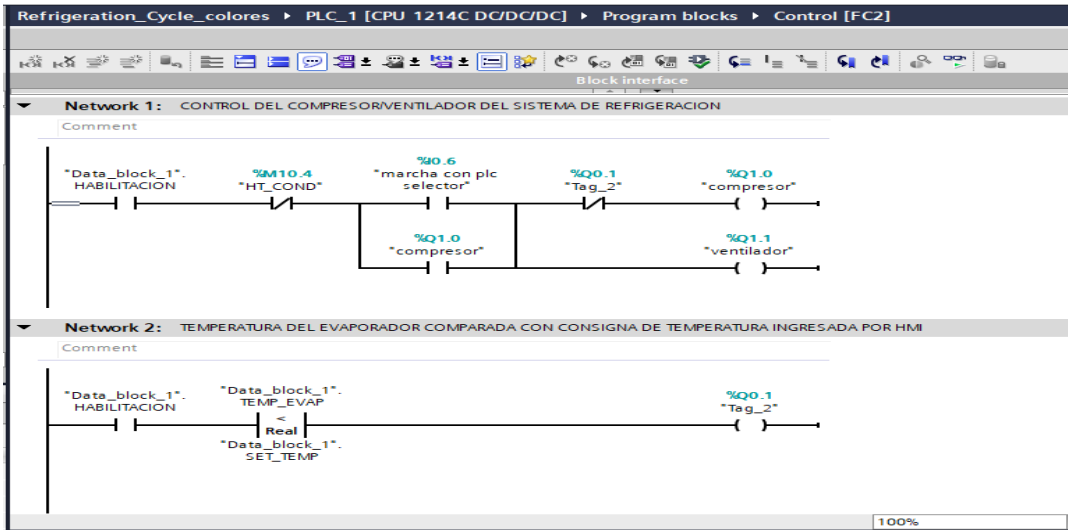 Refrigeration_Cycle_colores ▸ PLC_1 [CPU 1214C DC/DC/DC] ▸ Program blocks ▸ Control [FC2]
Block interface
Network 1: CONTROL DEL COMPRESOR/VENTILADOR DEL SISTEMA DE REFRIGERACION
Comment
%I0.6
"Data_block_1". %M10.4 "marcha con plc %Q0.1 %Q1.0
HABILITACION "HT_COND" selector" "Tag_2" "compresor"
%Q1.0 %Q1.1
"compresor" "ventilador"
Network 2: TEMPERATURA DEL EVAPORADOR COMPARADA CON CONSIGNA DE TEMPERATURA INGRESADA POR HMI
Comment
"Data_block_1". "Data_block_1". %Q0.1
HABILITACION TEMP_EVAP "Tag_2"
<
Real
"Data_block_1".
SET_TEMP
100%